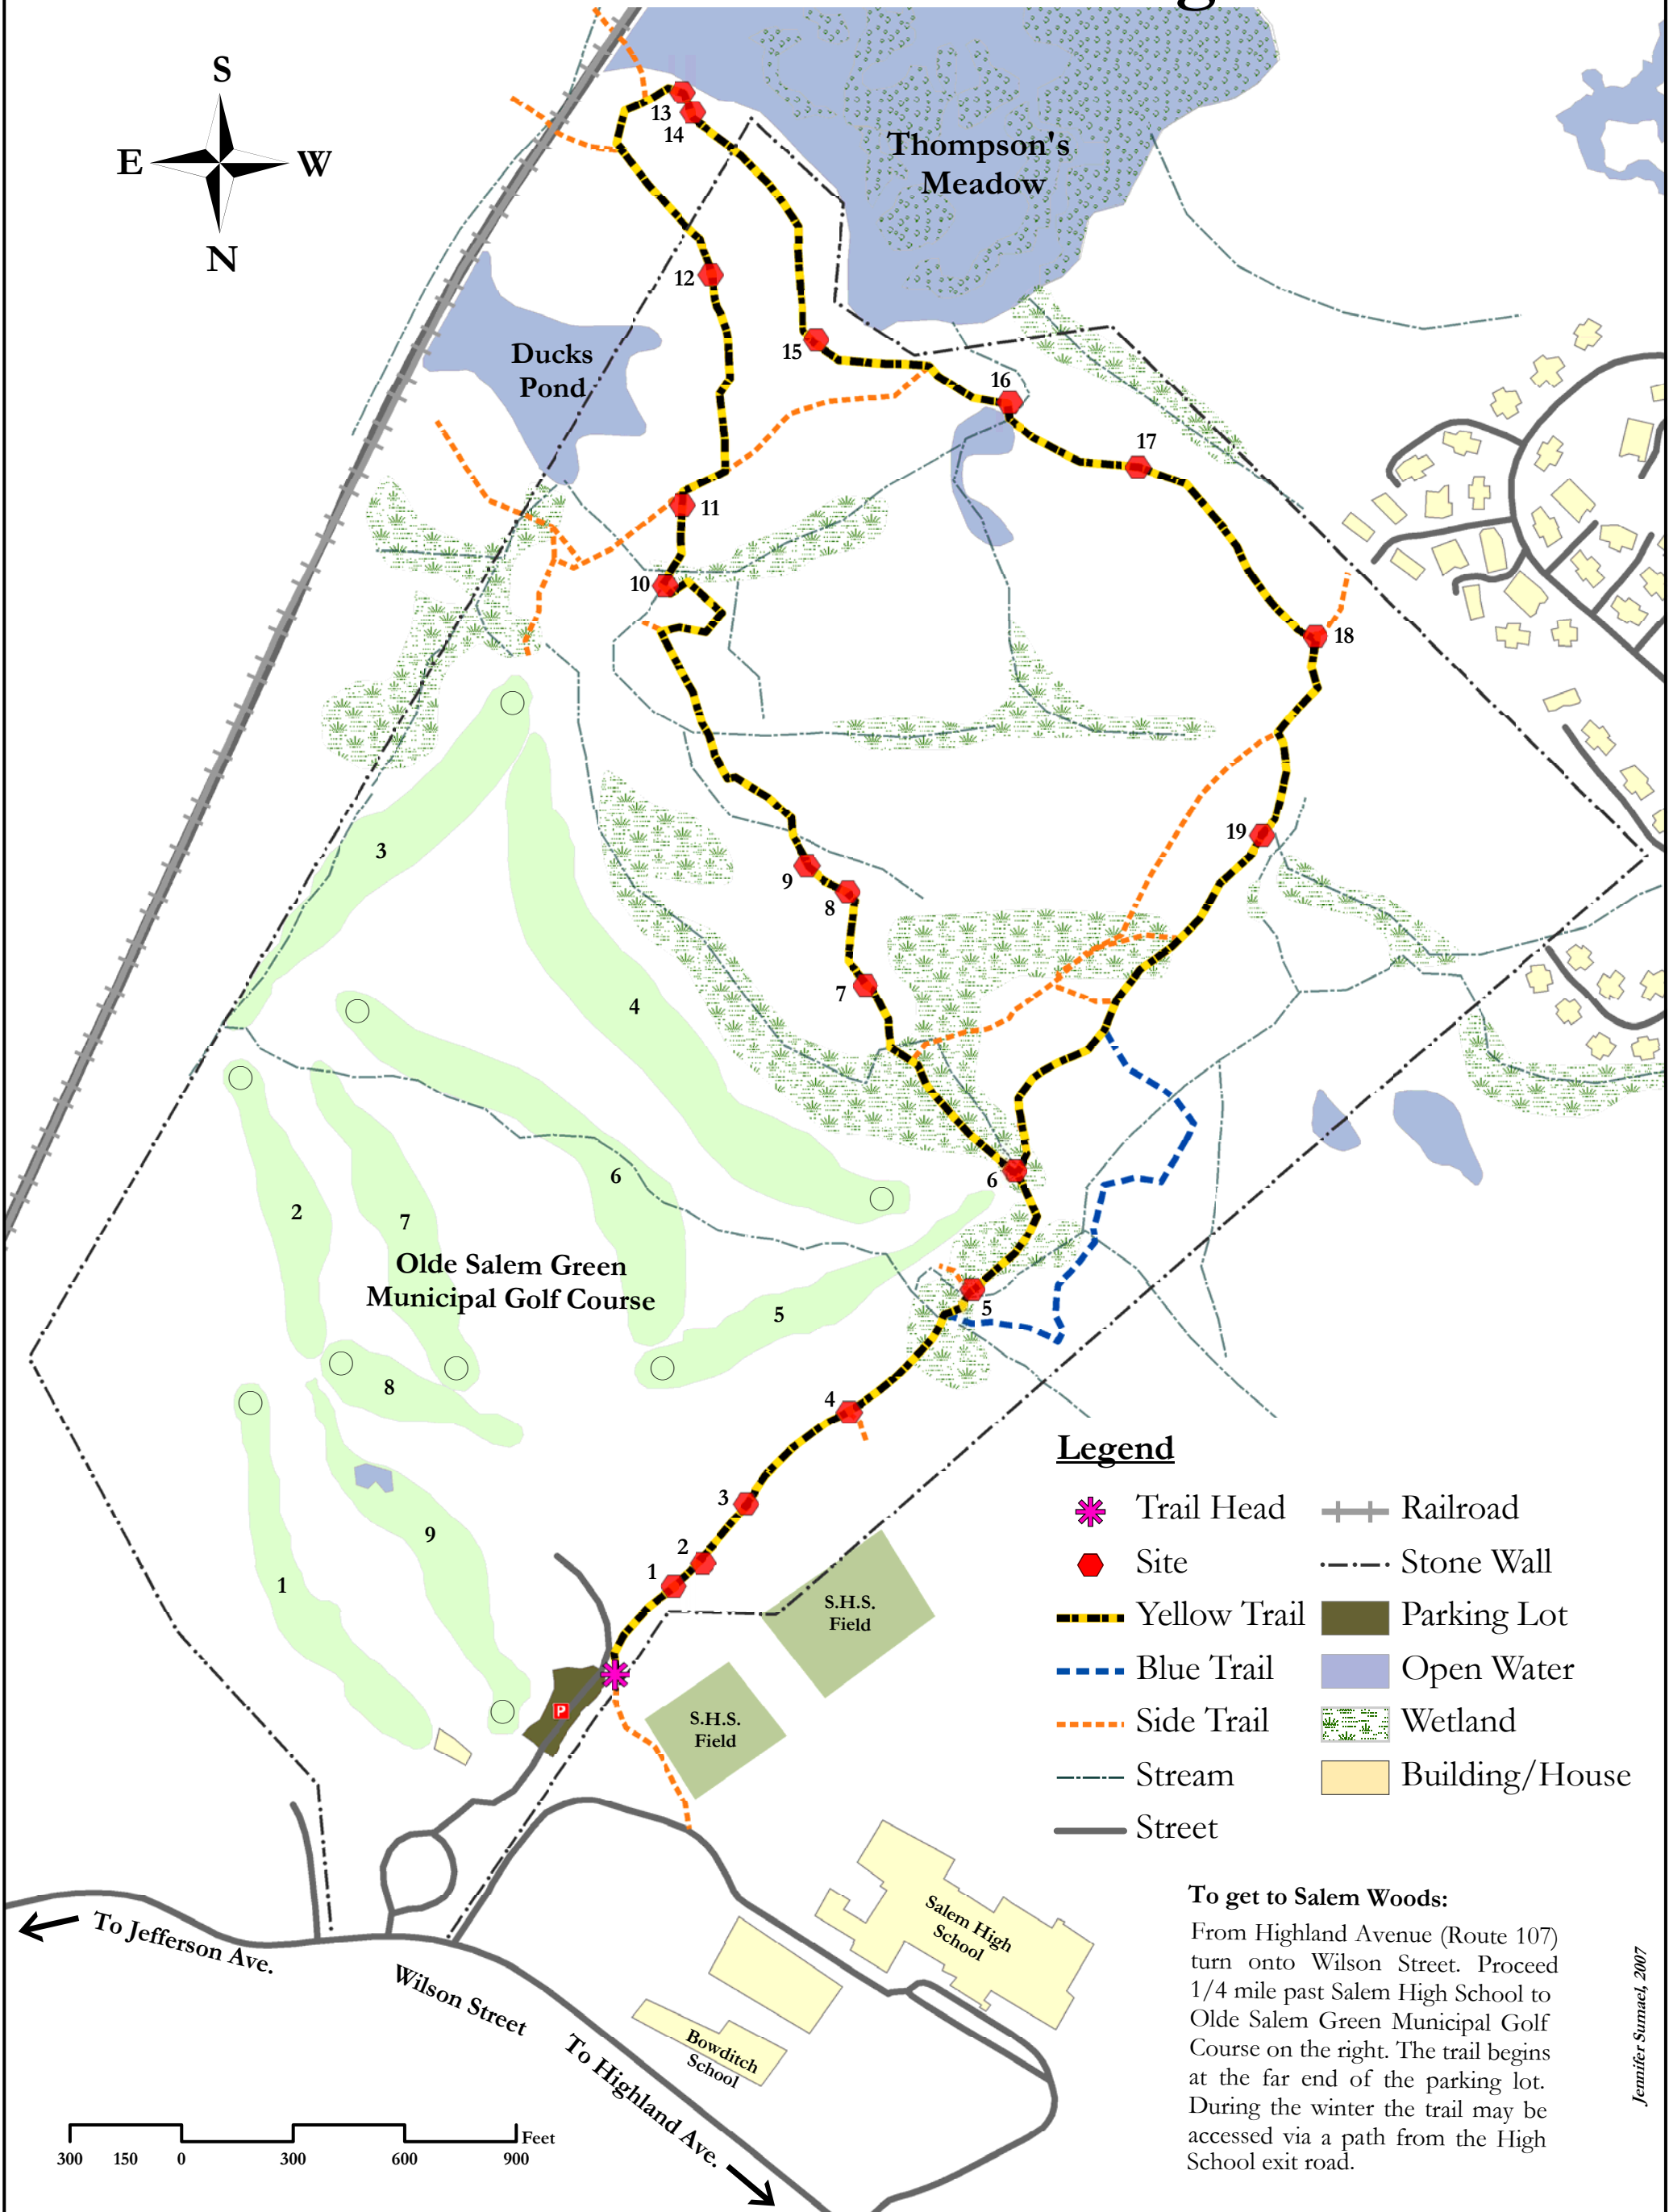 S
E
W
N
Thompson's
Meadow
Ducks
Pond
13
14
12
15
16
17
11
10
18
19
9
8
7
6
5
4
3
2
1
3
4
6
2
7
5
8
9
1
Olde Salem Green
Municipal Golf Course
S.H.S.
Field
S.H.S.
Field
P
Legend
Trail Head
Site
Yellow Trail
Blue Trail
Side Trail
Stream
Street
Railroad
Stone Wall
Parking Lot
Open Water
Wetland
Building/House
Salem High
School
Bowditch
School
To Jefferson Ave.
Wilson Street
To Highland Ave.
To get to Salem Woods:
From Highland Avenue (Route 107)
turn onto Wilson Street. Proceed
1/4 mile past Salem High School to
Olde Salem Green Municipal Golf
Course on the right. The trail begins
at the far end of the parking lot.
During the winter the trail may be
accessed via a path from the High
School exit road.
Jennifer Sumael, 2007
Feet
300 150 0 300 600 900